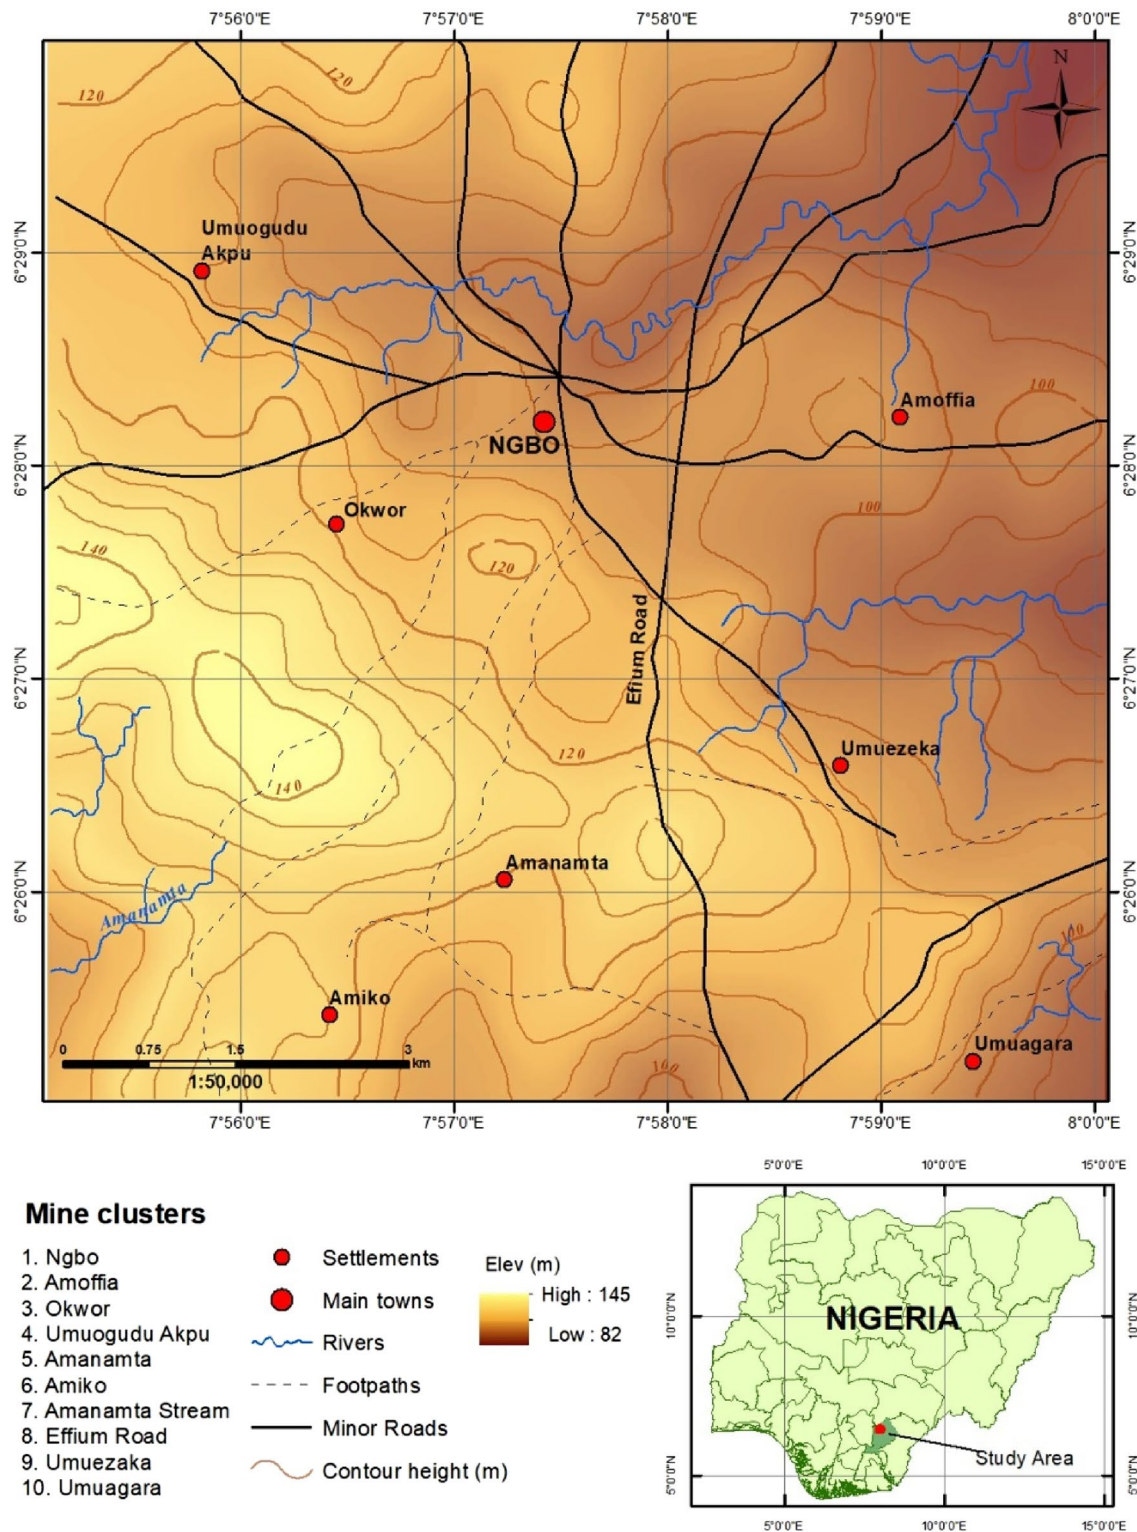 7°56'0"E 7°57'0"E 7°58'0"E 7°59'0"E 8°0'0"E
N
120
120
6°29'0"N
6°29'0"N
Umuogudu
Akpu
100
Amoffia
NGBO
6°28'0"N
6°28'0"N
Okwor
100
140
120
Effium Road
6°27'0"N
6°27'0"N
Umuezeka
120
140
Amanamta
6°26'0"N
6°26'0"N
Amanamta
100
Amiko
Umuagara
0 0.75 1.5 3
km
1:50,000
100
7°56'0"E 7°57'0"E 7°58'0"E 7°59'0"E 8°0'0"E
Mine clusters
1. Ngbo
2. Amoffia
3. Okwor
4. Umuogudu Akpu
5. Amanamta
6. Amiko
7. Amanamta Stream
8. Effium Road
9. Umuezaka
10. Umuagara
Settlements
Main towns
Rivers
Footpaths
Minor Roads
Contour height (m)
Elev (m)
High : 145
Low : 82
5°0'0"E 10°0'0"E 15°0'0"E
10°0'0"N
10°0'0"N
NIGERIA
Study Area
5°0'0"N
5°0'0"N
5°0'0"E 10°0'0"E 15°0'0"E